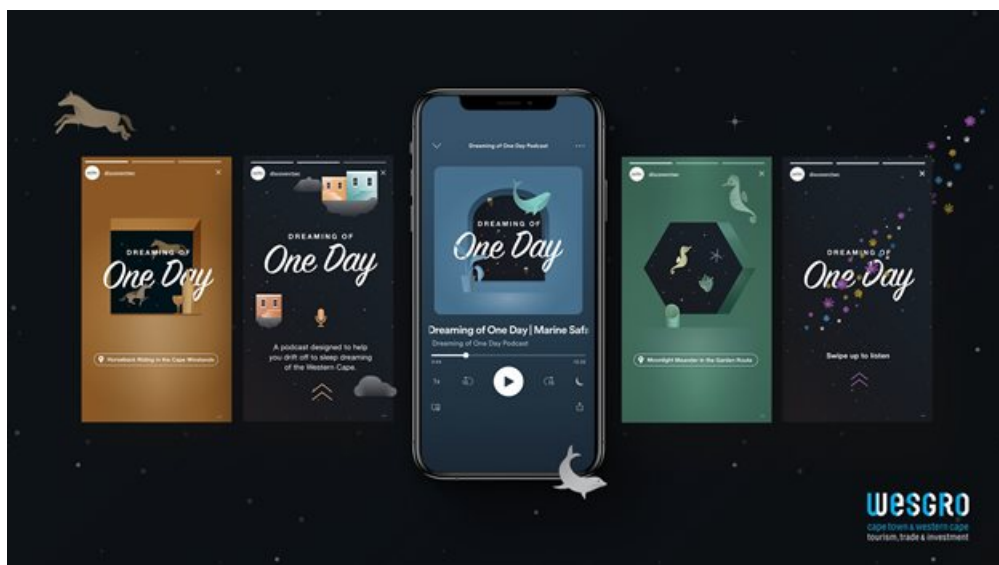 discoverctwc
DREAMING OF
One Day
Horseback Riding in the Cape Winelands
discoverctwc
DREAMING OF
One Day
A podcast designed to help
you drift off to sleep dreaming
of the Western Cape.
Dreaming of One Day Podcast
DREAMING OF
One Day
Dreaming of One Day | Marine Safa
Dreaming of One Day Podcast
1x
discoverctwc
Moonlight Meander in the Garden Route
discoverctwc
DREAMING OF
One Day
Swipe up to listen
wesGRO
cape town & western cape
tourism, trade & investment